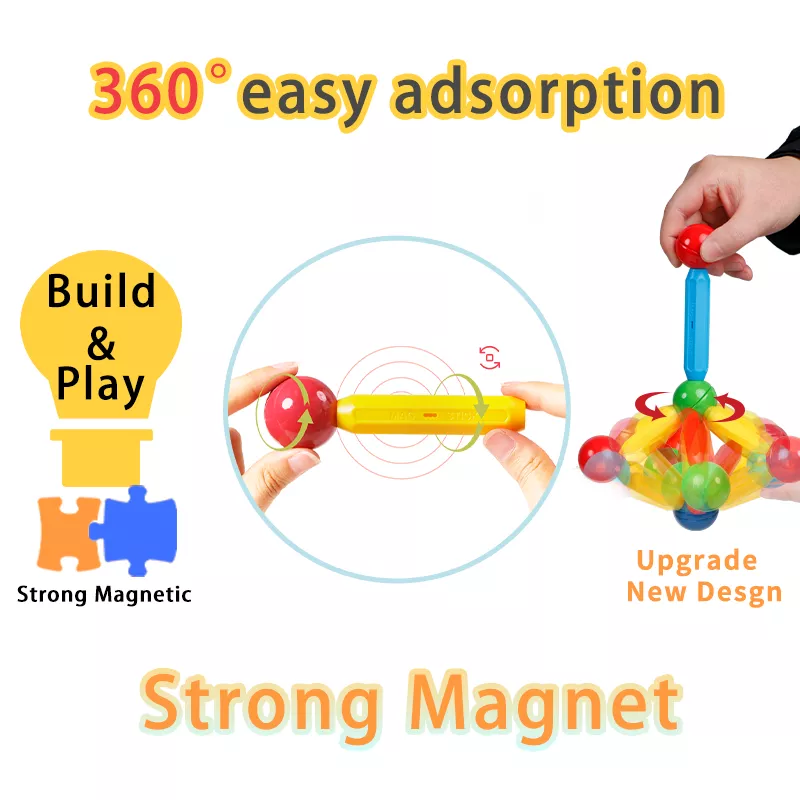 360° easy adsorption
Build
&
Play
Strong Magnetic
Upgrade
New Desgn
Strong Magnet